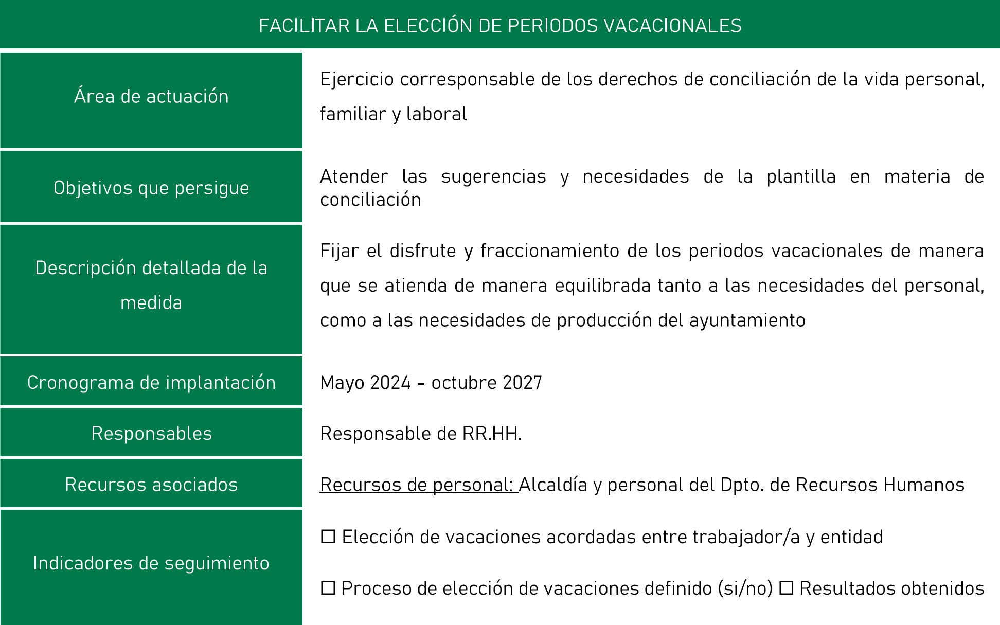 FACILITAR LA ELECCIÓN DE PERIODOS VACACIONALES
Área de actuación
Ejercicio corresponsable de los derechos de conciliación de la vida personal,
familiar y laboral
Objetivos que persigue
Atender las sugerencias y necesidades de la plantilla en materia de
conciliación
Descripción detallada de la
medida
Fijar el disfrute y fraccionamiento de los periodos vacacionales de manera
que se atienda de manera equilibrada tanto a las necesidades del personal,
como a las necesidades de producción del ayuntamiento
Cronograma de implantación
Mayo 2024 – octubre 2027
Responsables
Responsable de RR.HH.
Recursos asociados
Recursos de personal: Alcaldía y personal del Dpto. de Recursos Humanos
Indicadores de seguimiento
☐ Elección de vacaciones acordadas entre trabajador/a y entidad
☐ Proceso de elección de vacaciones definido (si/no) ☐ Resultados obtenidos